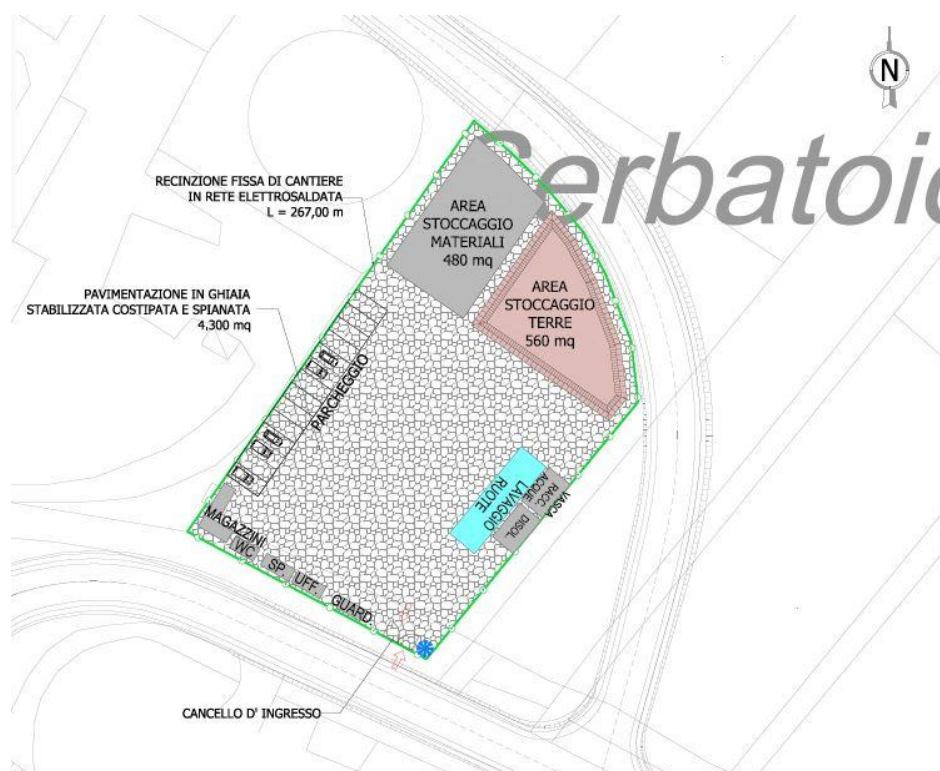 N
Serbatoio
RECINZIONE FISSA DI CANTIERE
IN RETE ELETTROSALDATA
L = 267,00 m
AREA
STOCCAGGIO
MATERIALI
480 mq
AREA
STOCCAGGIO
TERRE
560 mq
PAVIMENTAZIONE IN GHIAIA
STABILIZZATA COSTIPATA E SPIANATA
4,300 mq
PARCHEGGIO
LAVAGGIO
RUOTE
VASCA
RACC.
ACQUE
DISOL.
MAGAZZINI
WC
SP.
UFF.
GUARD.
CANCELLO D' INGRESSO